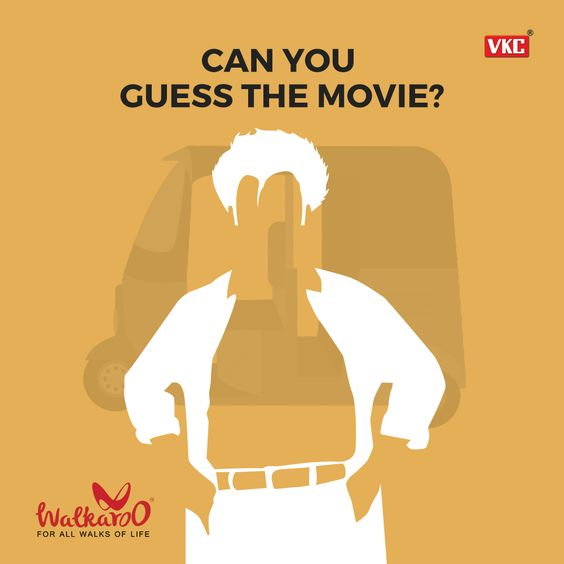 VKC®
CAN YOU
GUESS THE MOVIE?
Walkaroo
FOR ALL WALKS OF LIFE